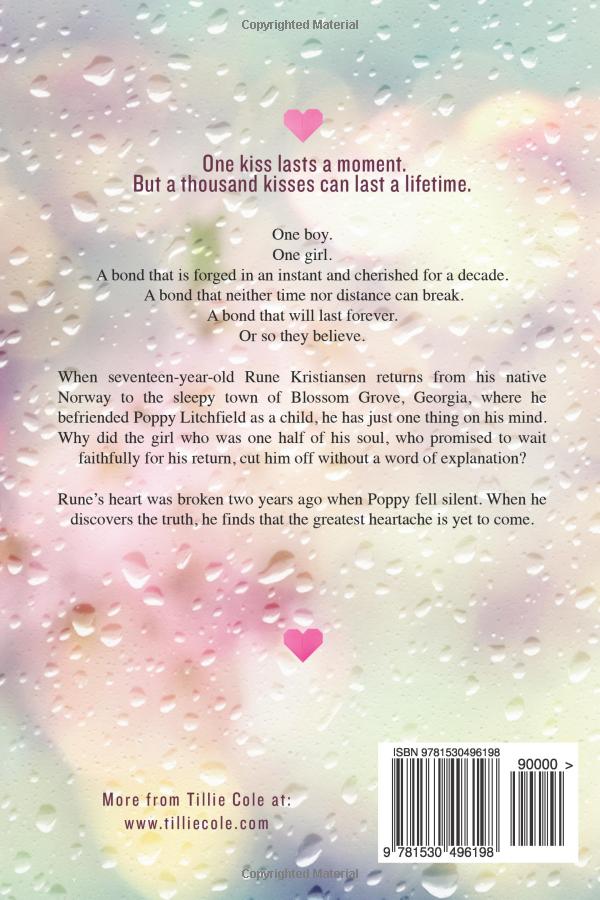 Copyrighted Material
One kiss lasts a moment.
But a thousand kisses can last a lifetime.
One boy.
One girl.
A bond that is forged in an instant and cherished for a decade.
A bond that neither time nor distance can break.
A bond that will last forever.
Or so they believe.
When seventeen-year-old Rune Kristiansen returns from his native
Norway to the sleepy town of Blossom Grove, Georgia, where he
befriended Poppy Litchfield as a child, he has just one thing on his mind.
Why did the girl who was one half of his soul, who promised to wait
faithfully for his return, cut him off without a word of explanation?
Rune’s heart was broken two years ago when Poppy fell silent. When he
discovers the truth, he finds that the greatest heartache is yet to come.
More from Tillie Cole at:
www.tilliecole.com
ISBN 9781530496198
90000 >
9 781530 496198
Copyrighted Material